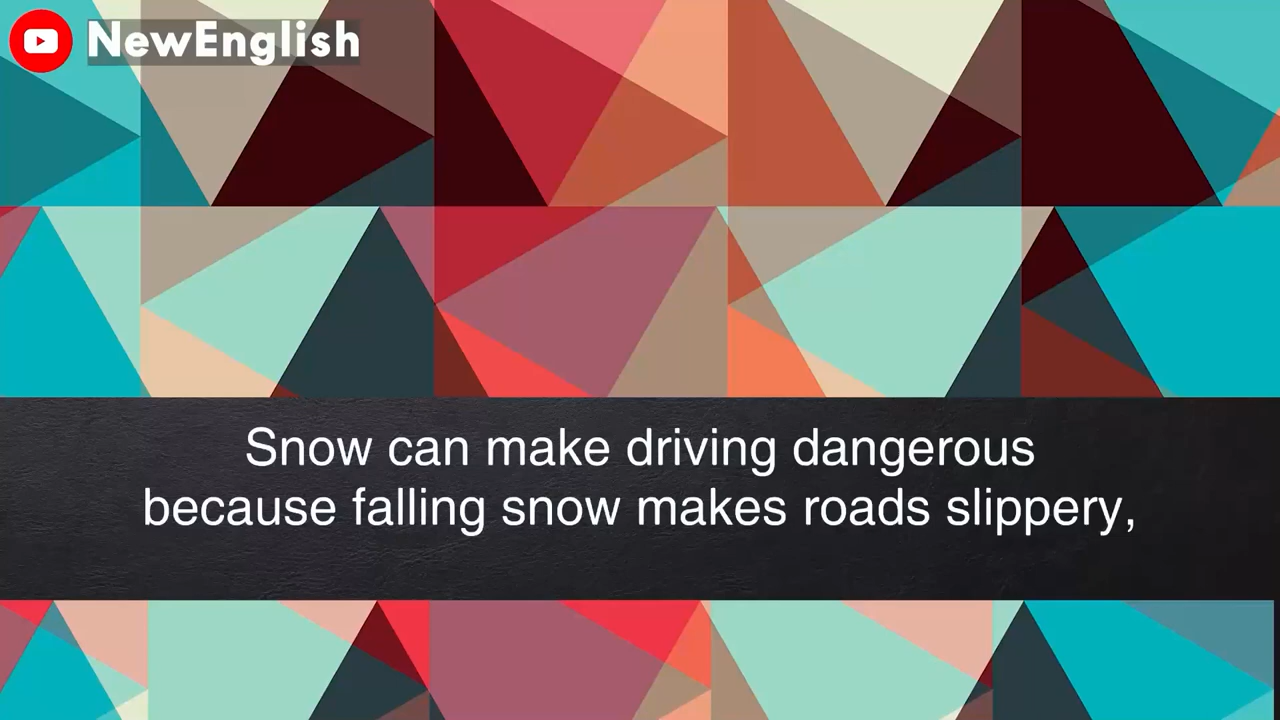 NewEnglish
Snow can make driving dangerous
because falling snow makes roads slippery,